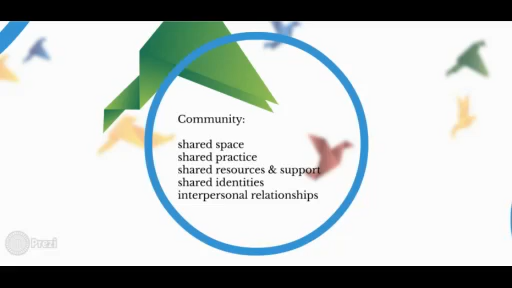 Community:
shared space
shared practice
shared resources & support
shared identities
interpersonal relationships
Prezi